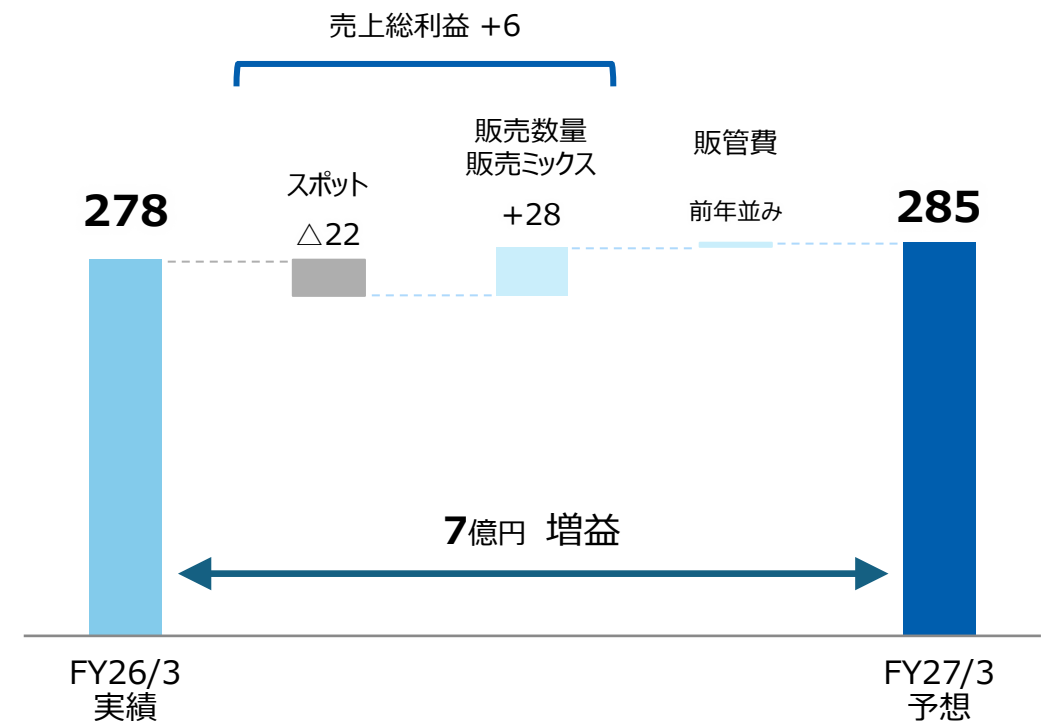 売上総利益 +6
販売数量
販売ミックス
+28
販管費
前年並み
スポット
△22
278
285
7億円 増益
FY26/3
実績
FY27/3
予想